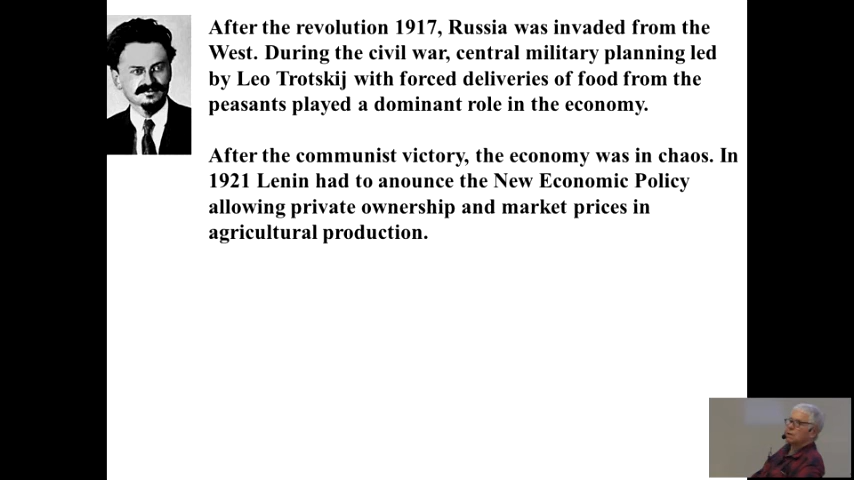 After the revolution 1917, Russia was invaded from the
West. During the civil war, central military planning led
by Leo Trotskij with forced deliveries of food from the
peasants played a dominant role in the economy.
After the communist victory, the economy was in chaos. In
1921 Lenin had to anounce the New Economic Policy
allowing private ownership and market prices in
agricultural production.